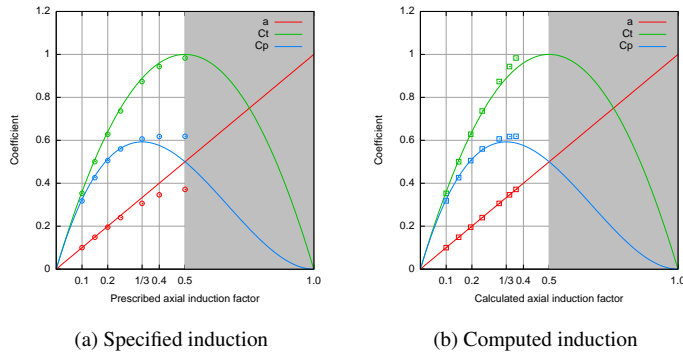 1.2
1
0.8
0.6
0.4
0.2
0
Coefficient
a
Ct
Cp
0.1 0.2 1/3 0.4 0.5 1.0
Prescribed axial induction factor
(a) Specified induction
1.2
1
0.8
0.6
0.4
0.2
0
Coefficient
a
Ct
Cp
0.1 0.2 1/3 0.4 0.5 1.0
Calculated axial induction factor
(b) Computed induction